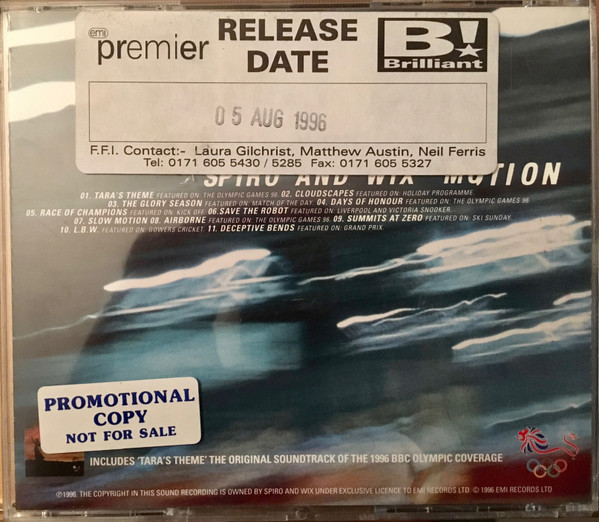 emi
premier RELEASE DATE B! Brilliant
05 AUG 1996
F.F.I. Contact:- Laura Gilchrist, Matthew Austin, Neil Ferris
Tel: 0171 605 5430 / 5285 Fax: 0171 605 5327
SPIRO AND WIX MOTION
01. TARA'S THEME FEATURED ON: THE OLYMPIC GAMES 96. 02. CLOUDSCAPES FEATURED ON: HOLIDAY PROGRAMME.
03. THE GLORY SEASON FEATURED ON: MATCH OF THE DAY. 04. DAYS OF HONOUR FEATURED ON: THE OLYMPIC GAMES 96.
05. RACE OF CHAMPIONS FEATURED ON: KICK OFF. 06. SAVE THE ROBOT FEATURED ON: LIVERPOOL AND VICTORIA SNOOKER.
07. SLOW MOTION 08. AIRBORNE FEATURED ON: THE OLYMPIC GAMES 96. 09. SUMMITS AT ZERO FEATURED ON: SKI SUNDAY.
10. L.B.W. FEATURED ON: BOWERS CRICKET. 11. DECEPTIVE BENDS FEATURED ON: GRAND PRIX.
PROMOTIONAL
COPY
NOT FOR SALE
INCLUDES 'TARA'S THEME' THE ORIGINAL SOUNDTRACK OF THE 1996 BBC OLYMPIC COVERAGE
℗1996. THE COPYRIGHT IN THIS SOUND RECORDING IS OWNED BY SPIRO AND WIX UNDER EXCLUSIVE LICENCE TO EMI RECORDS LTD. © 1996 EMI RECORDS LTD